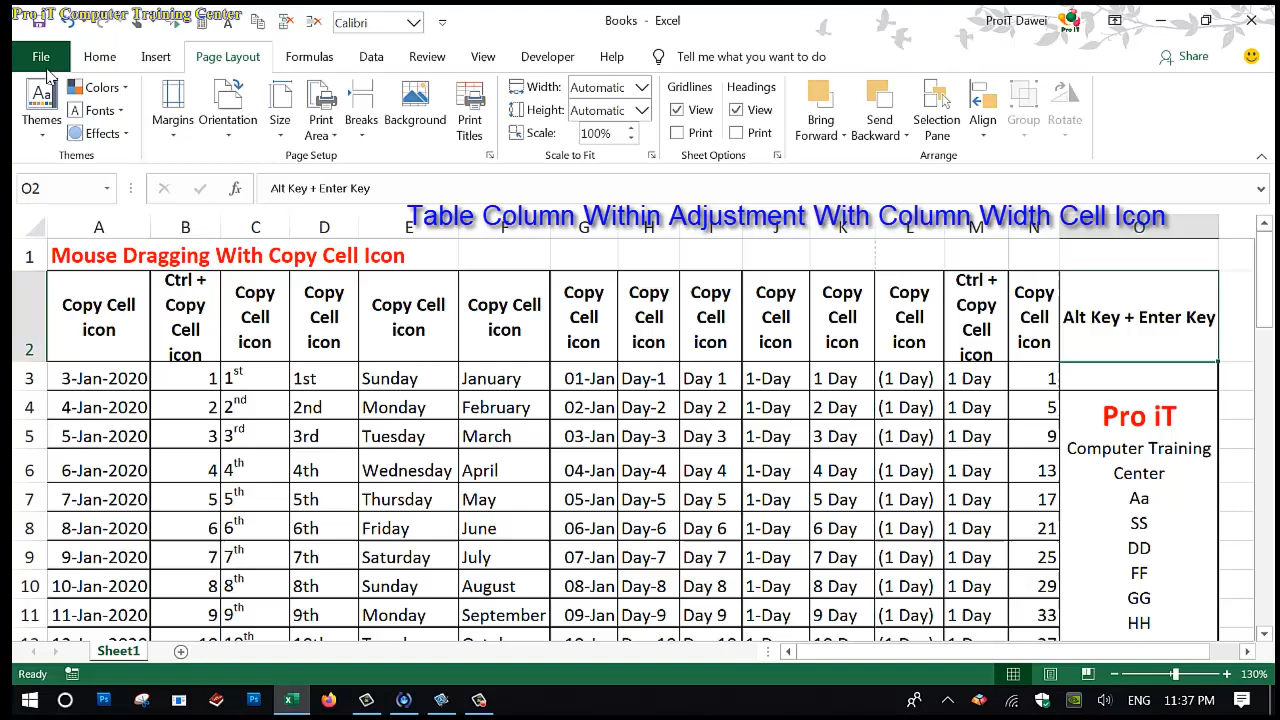 Pro iT Computer Training Center
Calibri
Books - Excel
ProiT Dawei
Pro iT
File Home Insert Page Layout Formulas Data Review View Developer Help Tell me what you want to do Share
Themes
Colors
Fonts
Effects
Themes
Margins
Orientation
Size
Print Area
Breaks
Background
Print Titles
Page Setup
Width: Automatic
Height: Automatic
Scale: 100%
Scale to Fit
Gridlines
View
Print
Headings
View
Print
Sheet Options
Bring Forward
Send Backward
Selection Pane
Align
Group
Rotate
Arrange
O2
fx
Alt Key + Enter Key
Table Column Within Adjustment With Column Width Cell Icon
A B C D E F G H I J K L M N O
1 Mouse Dragging With Copy Cell Icon
2
Copy Cell icon
Ctrl + Copy Cell icon
Copy Cell icon
Copy Cell icon
Copy Cell icon
Copy Cell icon
Copy Cell icon
Copy Cell icon
Copy Cell icon
Copy Cell icon
Copy Cell icon
Copy Cell icon
Ctrl + Copy Cell icon
Copy Cell icon
Alt Key + Enter Key
3 3-Jan-2020 1 1st 1st Sunday January 01-Jan Day-1 Day 1 1-Day 1 Day (1 Day) 1 Day 1
4 4-Jan-2020 2 2nd 2nd Monday February 02-Jan Day-2 Day 2 1-Day 2 Day (1 Day) 1 Day 5
5 5-Jan-2020 3 3rd 3rd Tuesday March 03-Jan Day-3 Day 3 1-Day 3 Day (1 Day) 1 Day 9
6 6-Jan-2020 4 4th 4th Wednesday April 04-Jan Day-4 Day 4 1-Day 4 Day (1 Day) 1 Day 13
7 7-Jan-2020 5 5th 5th Thursday May 05-Jan Day-5 Day 5 1-Day 5 Day (1 Day) 1 Day 17
8 8-Jan-2020 6 6th 6th Friday June 06-Jan Day-6 Day 6 1-Day 6 Day (1 Day) 1 Day 21
9 9-Jan-2020 7 7th 7th Saturday July 07-Jan Day-7 Day 7 1-Day 7 Day (1 Day) 1 Day 25
10 10-Jan-2020 8 8th 8th Sunday August 08-Jan Day-8 Day 8 1-Day 8 Day (1 Day) 1 Day 29
11 11-Jan-2020 9 9th 9th Monday September 09-Jan Day-9 Day 9 1-Day 9 Day (1 Day) 1 Day 33
Pro iT
Computer Training
Center
Aa
SS
DD
FF
GG
HH
Sheet1
Ready
130%
ENG 11:37 PM